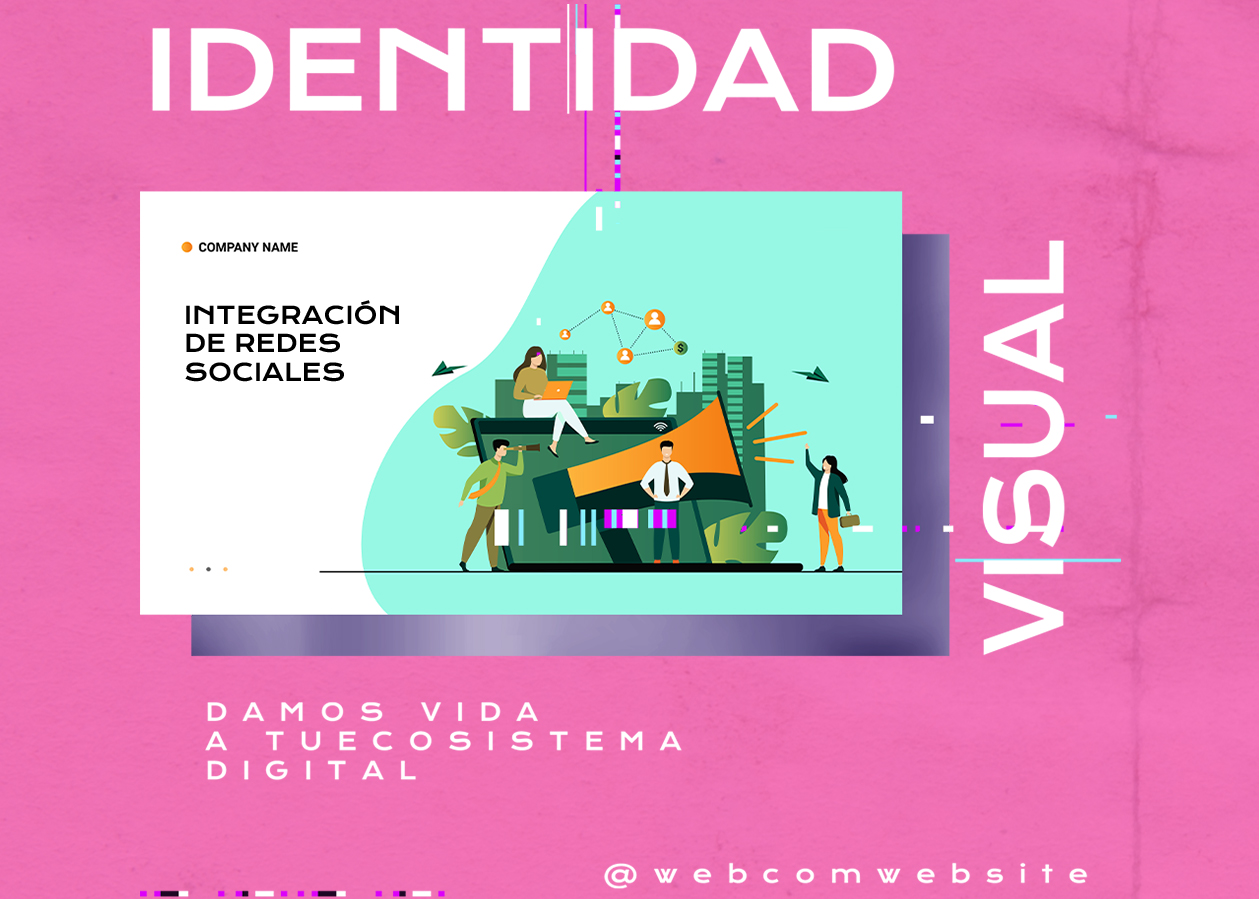 IDENTIDAD
VISUAL
COMPANY NAME
INTEGRACIÓN
DE REDES
SOCIALES
$
DAMOS VIDA
A TUECOSISTEMA
DIGITAL
@webcomwebsite